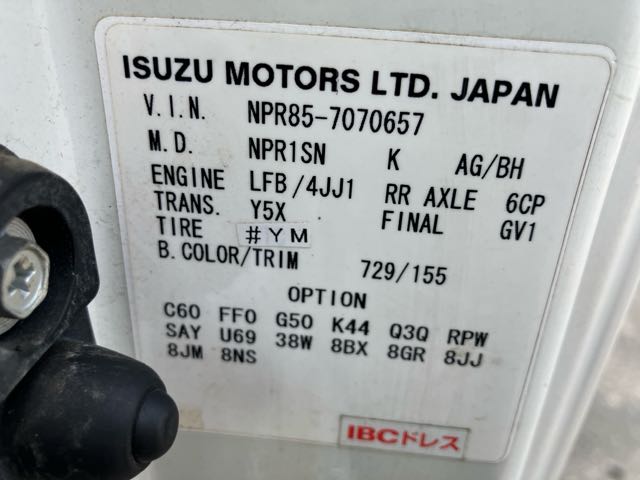 ISUZU MOTORS LTD. JAPAN
V.I.N. NPR85-7070657
M.D. NPR1SN K AG/BH
ENGINE LFB/4JJ1 RR AXLE 6CP
TRANS. Y5X FINAL GV1
TIRE #YM
B.COLOR/TRIM 729/155
OPTION
C60 FF0 G50 K44 Q3Q RPW
SAY U69 38W 8BX 8GR 8JJ
8JM 8NS
IBCドレス